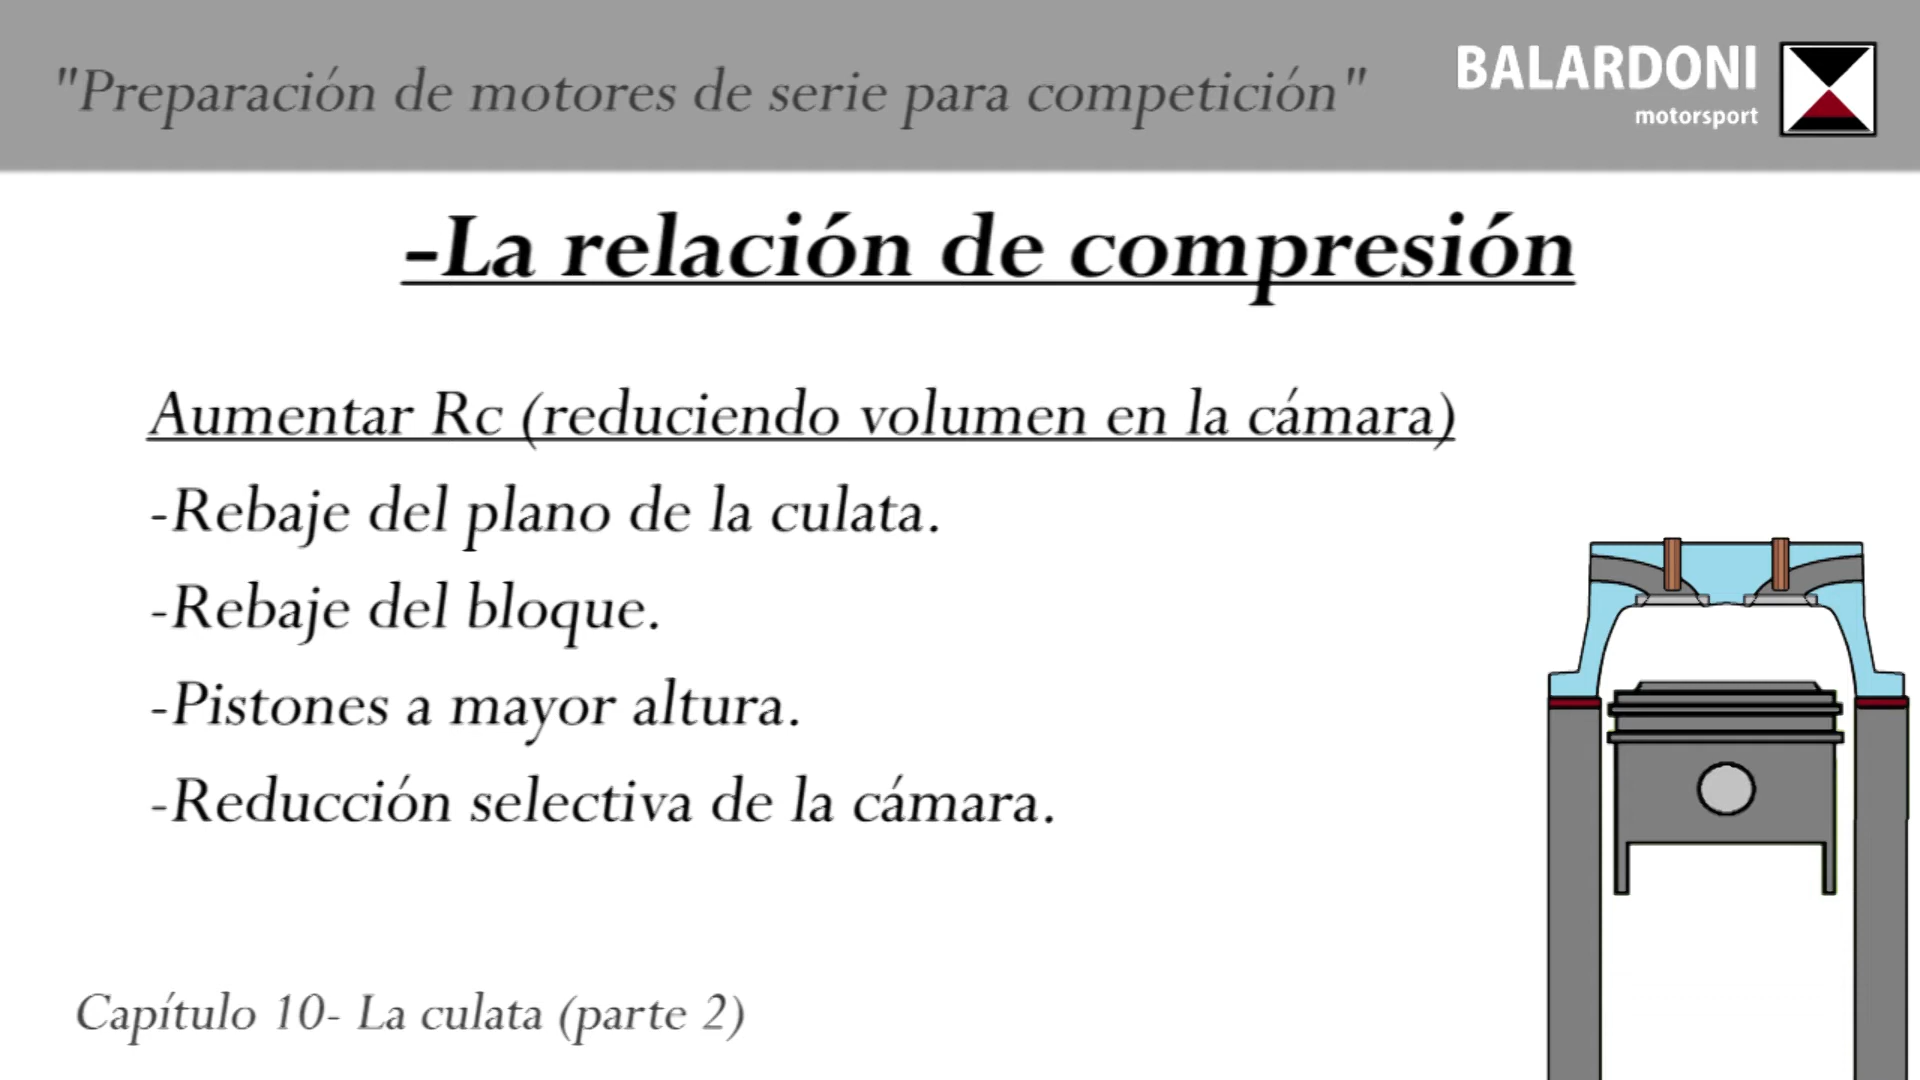 "Preparación de motores de serie para competición"
BALARDONI
motorsport
-La relación de compresión
Aumentar Rc (reduciendo volumen en la cámara)
-Rebaje del plano de la culata.
-Rebaje del bloque.
-Pistones a mayor altura.
-Reducción selectiva de la cámara.
Capítulo 10- La culata (parte 2)